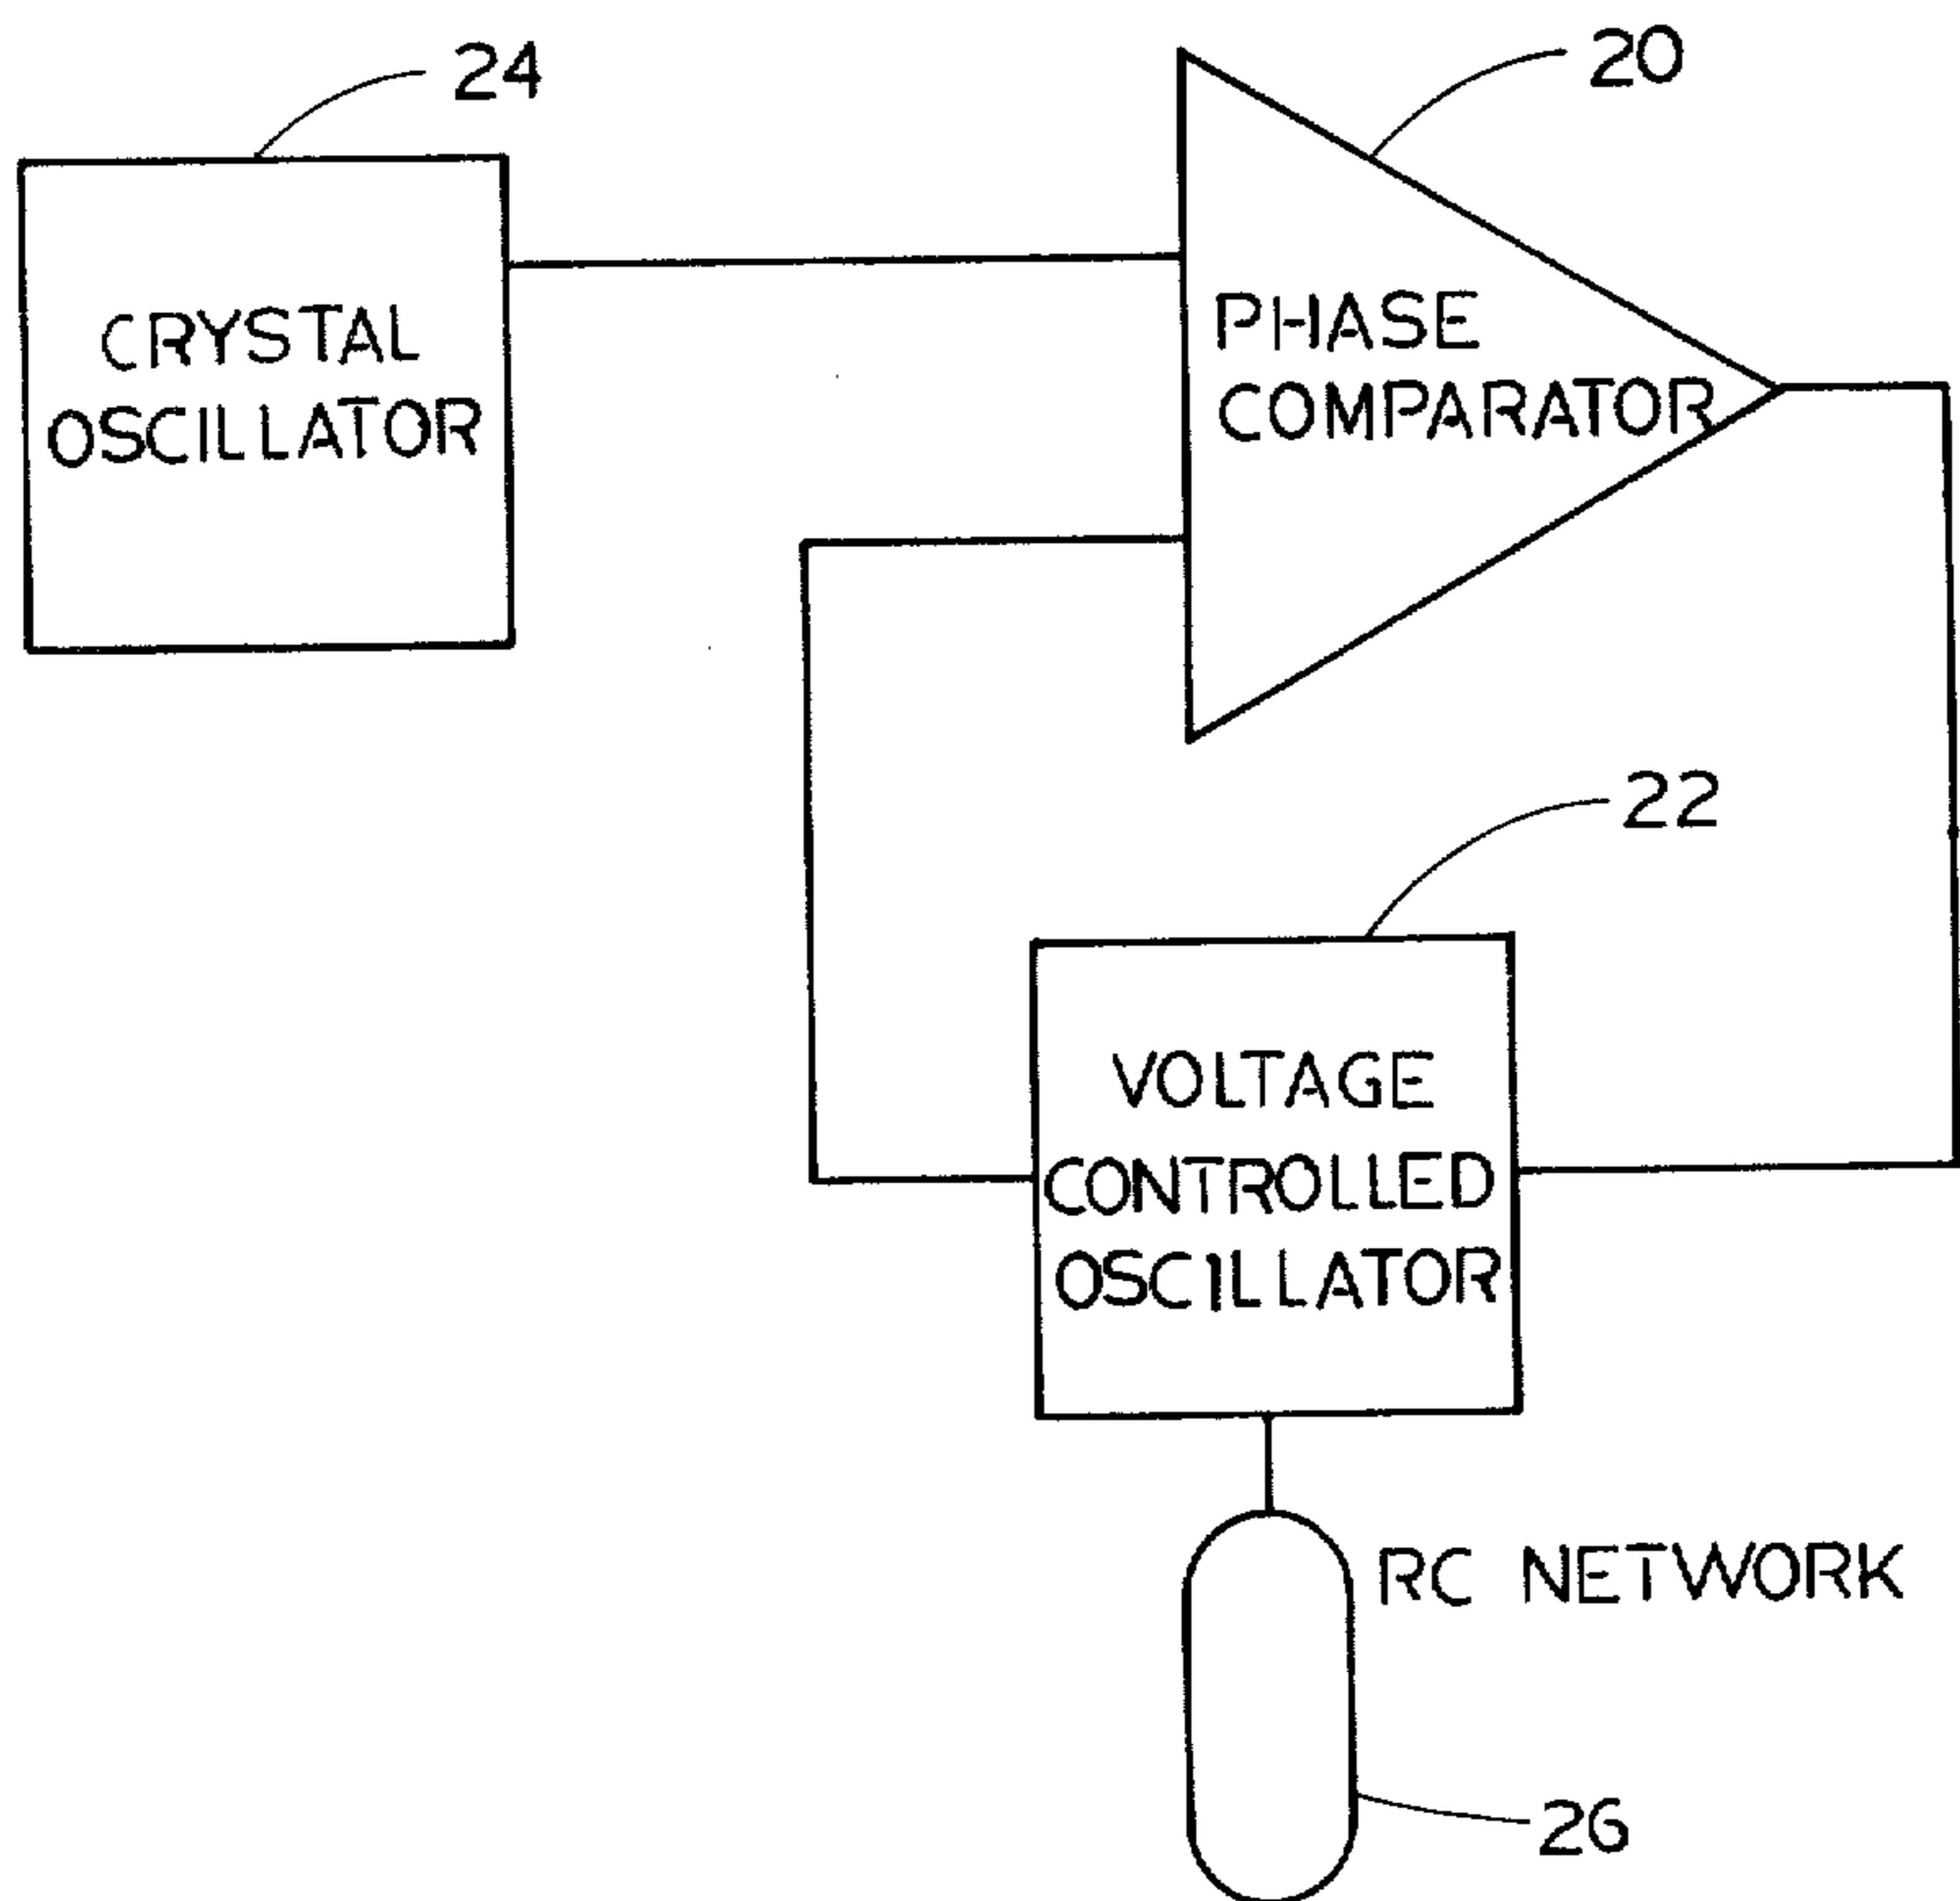 24
20
CRYSTAL
OSCILLATOR
PHASE
COMPARATOR
22
VOLTAGE
CONTROLLED
OSCILLATOR
RC NETWORK
26